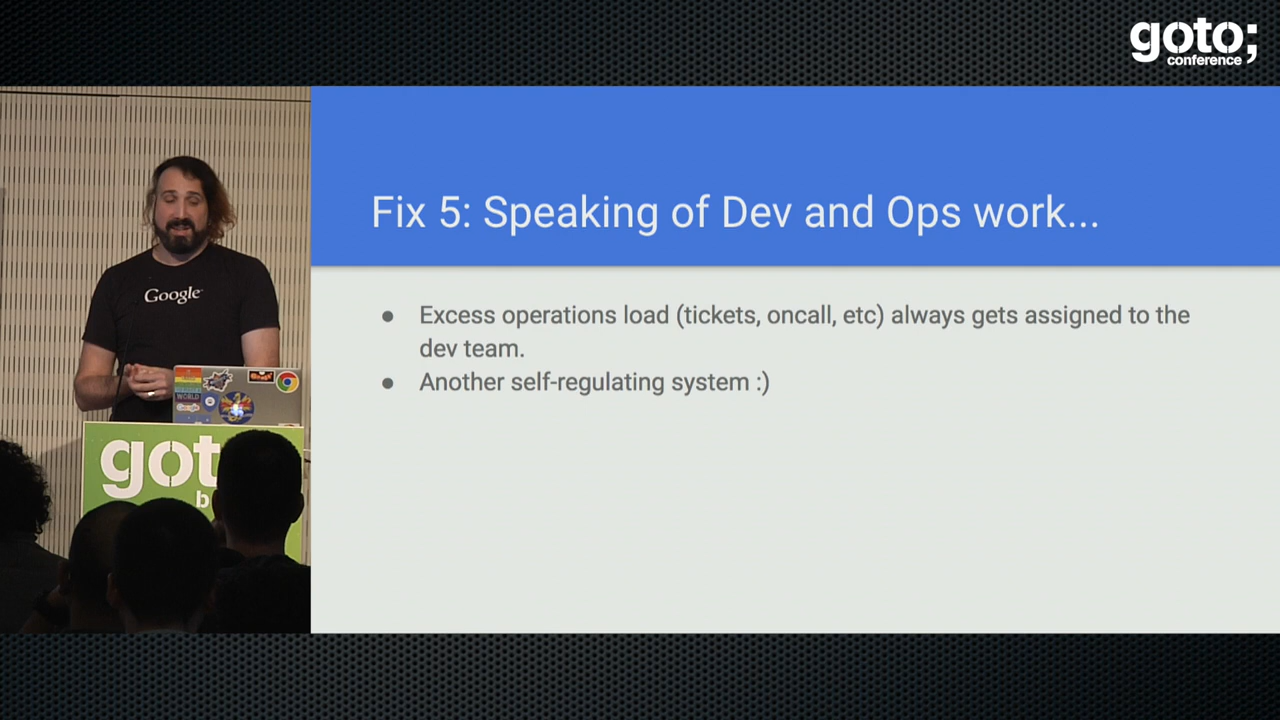 goto;
conference
Fix 5: Speaking of Dev and Ops work...
● Excess operations load (tickets, oncall, etc) always gets assigned to the
dev team.
● Another self-regulating system :)
Google
WORLD
got
b